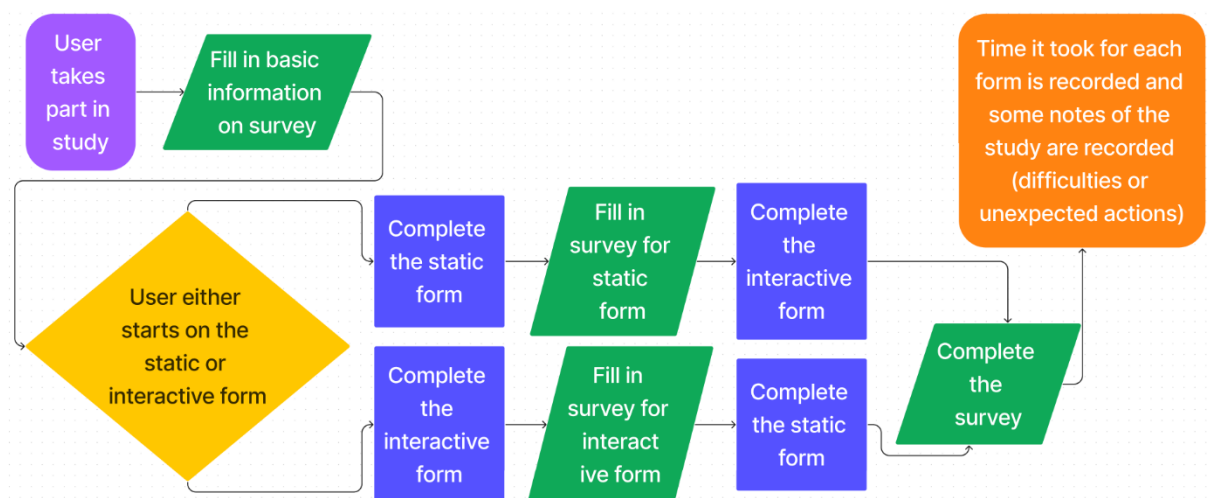 User
takes
part in
study
Fill in basic
information
on survey
User either
starts on the
static or
interactive form
Complete
the static
form
Fill in
survey for
static
form
Complete
the
interactive
form
Complete
the
interactive
form
Fill in
survey for
interact
ive form
Complete
the static
form
Complete
the
survey
Time it took for each
form is recorded and
some notes of the
study are recorded
(difficulties or
unexpected actions)